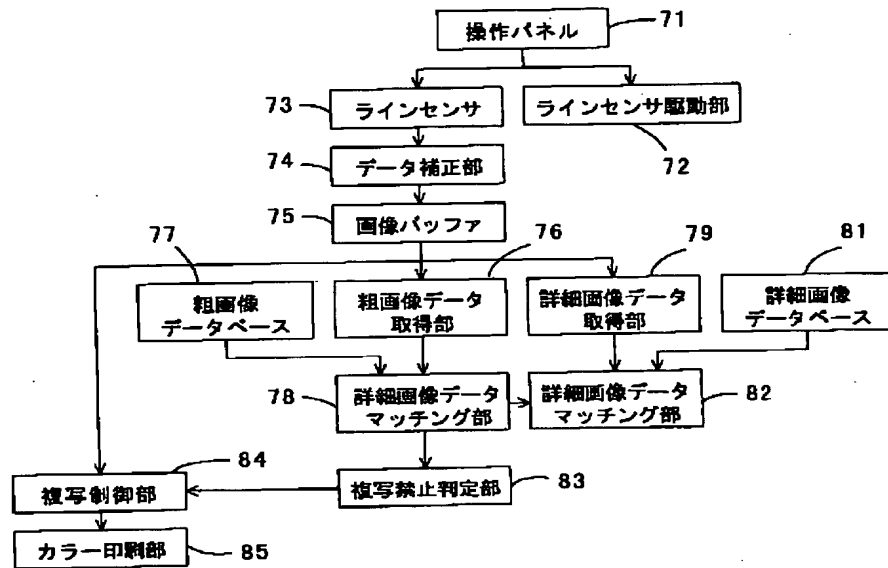 操作パネル
71
73
ラインセンサ
ラインセンサ駆動部
72
74
データ補正部
75
画像バッファ
77
76
79
81
粗画像
データベース
粗画像データ
取得部
詳細画像データ
取得部
詳細画像
データベース
78
詳細画像データ
マッチング部
詳細画像データ
マッチング部
82
84
複写制御部
複写禁止判定部
83
カラー印刷部
85